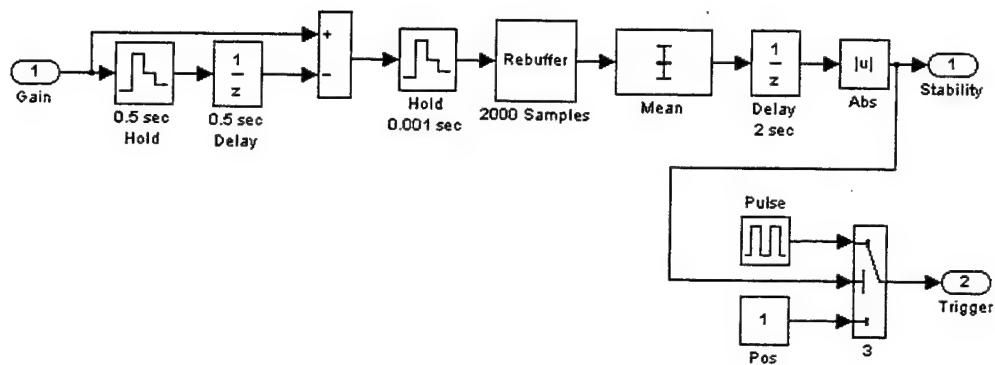 1
Gain
0.5 sec
Hold
1
z
0.5 sec
Delay
+
−
Hold
0.001 sec
Rebuffer
2000 Samples
Mean
1
z
Delay
2 sec
|u|
Abs
1
Stability
Pulse
1
Pos
3
2
Trigger